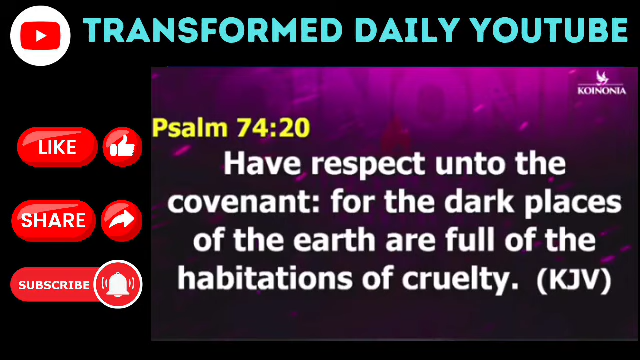 TRANSFORMED DAILY YOUTUBE
KOINONIA
Psalm 74:20
Have respect unto the
covenant: for the dark places
of the earth are full of the
habitations of cruelty. (KJV)
LIKE
SHARE
SUBSCRIBE